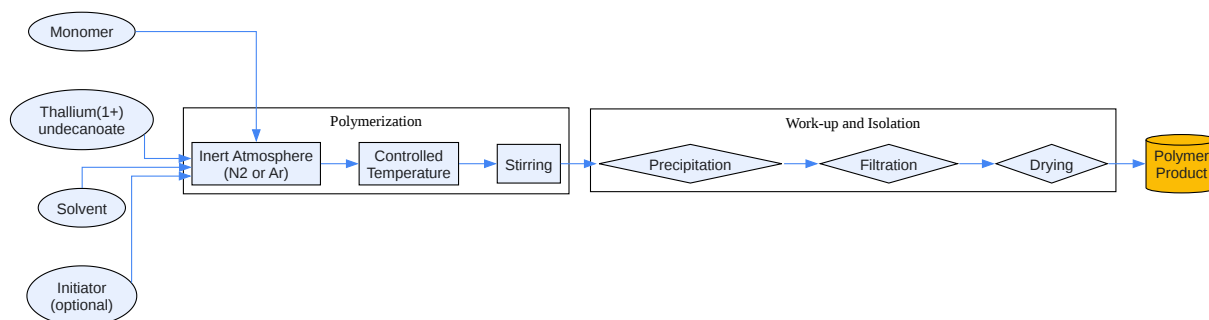 Monomer
Thallium(1+)
undecanoate
Solvent
Initiator
(optional)
Polymerization
Inert Atmosphere
(N2 or Ar)
Controlled
Temperature
Stirring
Work-up and Isolation
Precipitation
Filtration
Drying
Polymer
Product